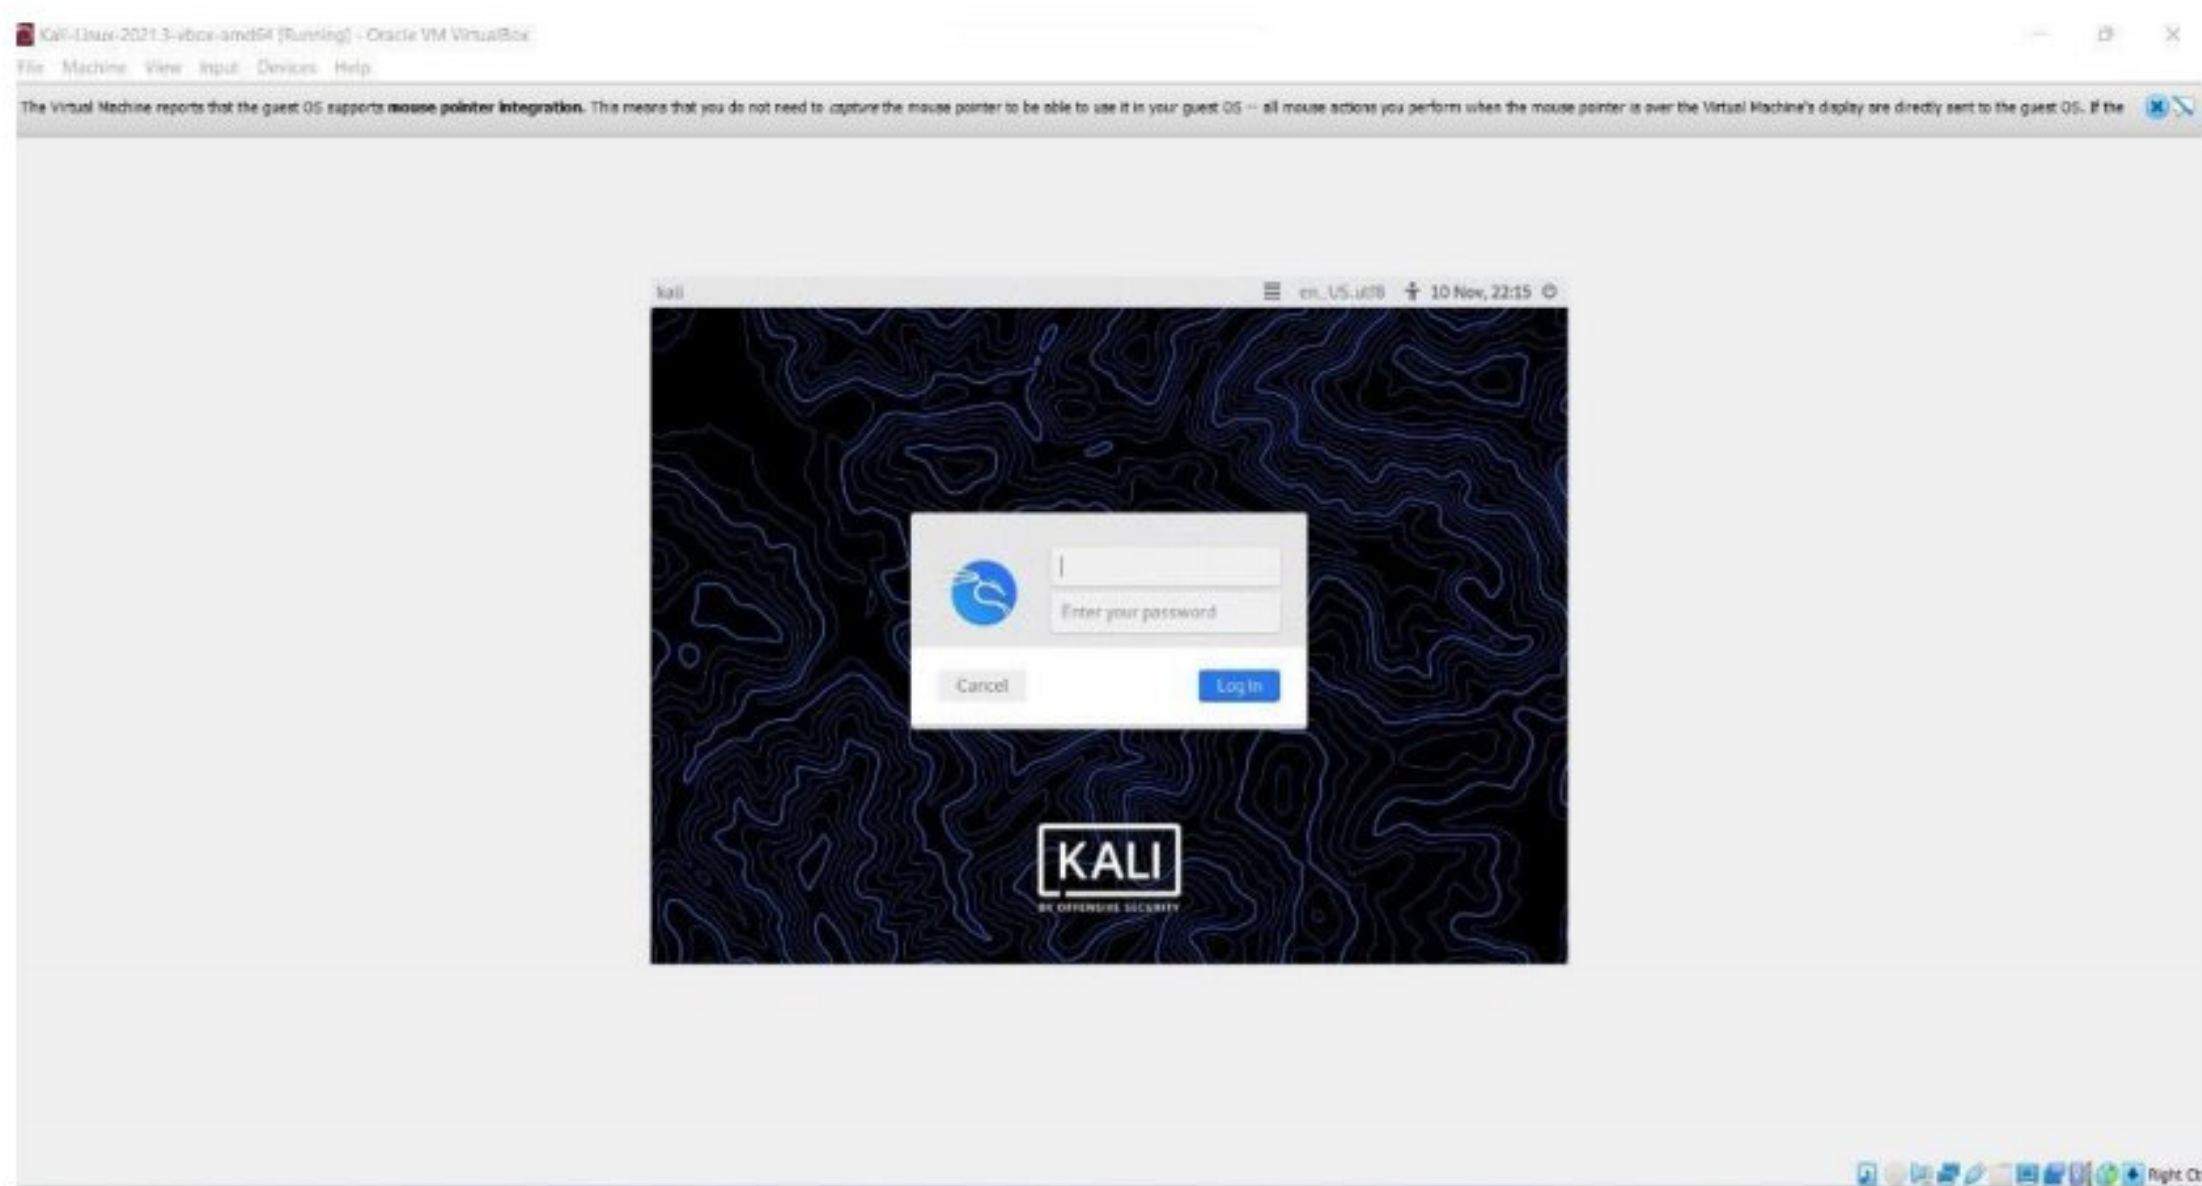 Kali-Linux-2021.3-vbox-amd64 [Running] - Oracle VM VirtualBox
File Machine View Input Devices Help
The Virtual Machine reports that the guest OS supports mouse pointer integration. This means that you do not need to capture the mouse pointer to be able to use it in your guest OS -- all mouse actions you perform when the mouse pointer is over the Virtual Machine's display are directly sent to the guest OS. If the
kali en_US.utf8 10 Nov, 22:15
Enter your password
Cancel Log In
KALI
BY OFFENSIVE SECURITY
Right Ct